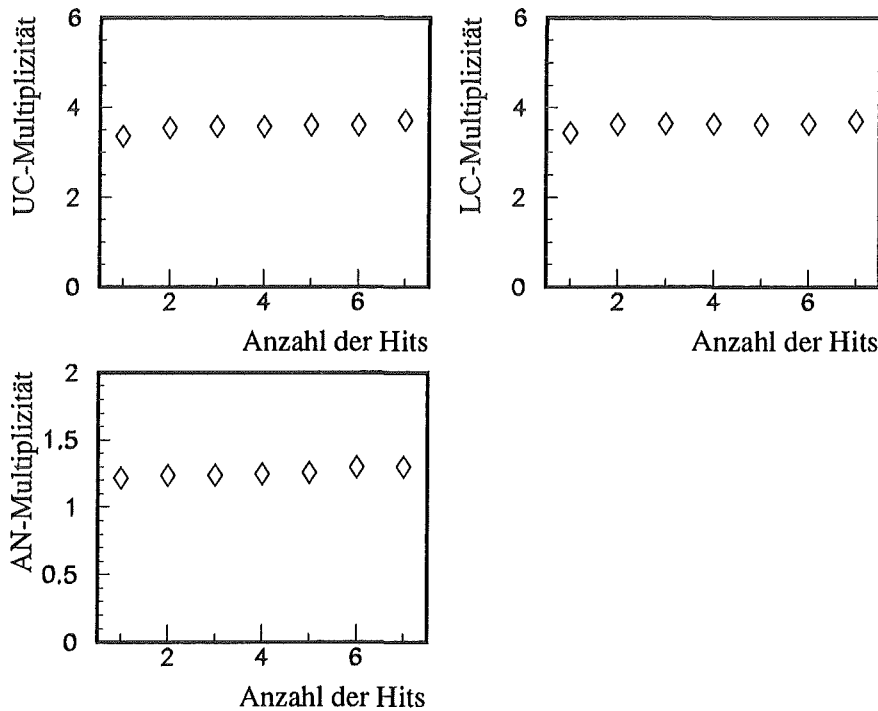 UC-Multiplizität
6
4
2
0
2 4 6
Anzahl der Hits
LC-Multiplizität
6
4
2
0
2 4 6
Anzahl der Hits
AN-Multiplizität
2
1.5
1
0.5
0
2 4 6
Anzahl der Hits